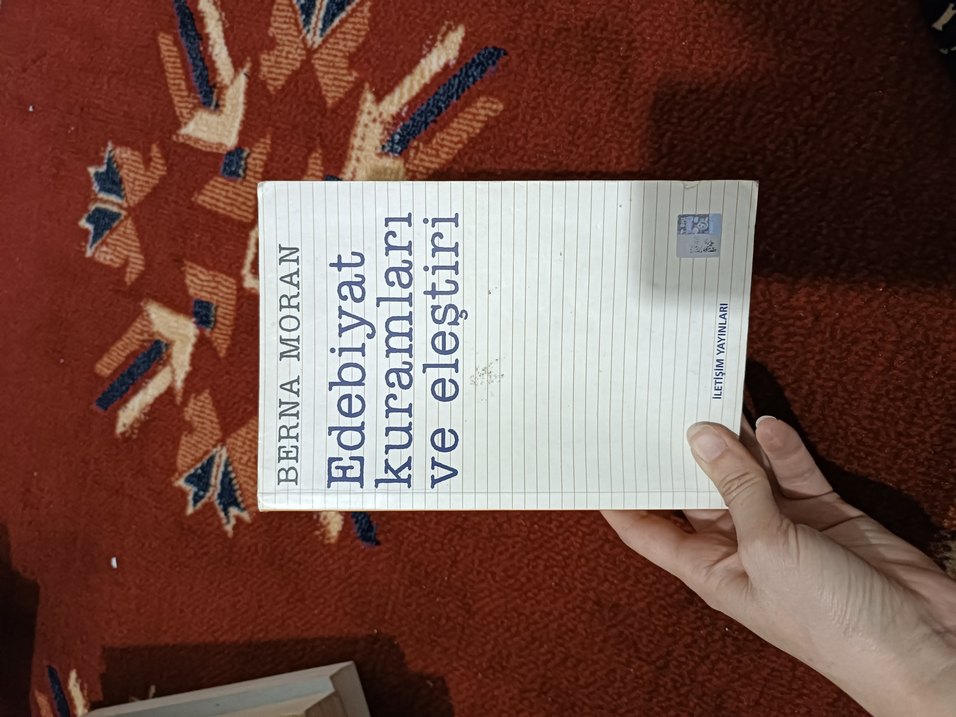 BERNA MORAN
Edebiyat
kuramları
ve eleştiri
İLETİŞİM YAYINLARI